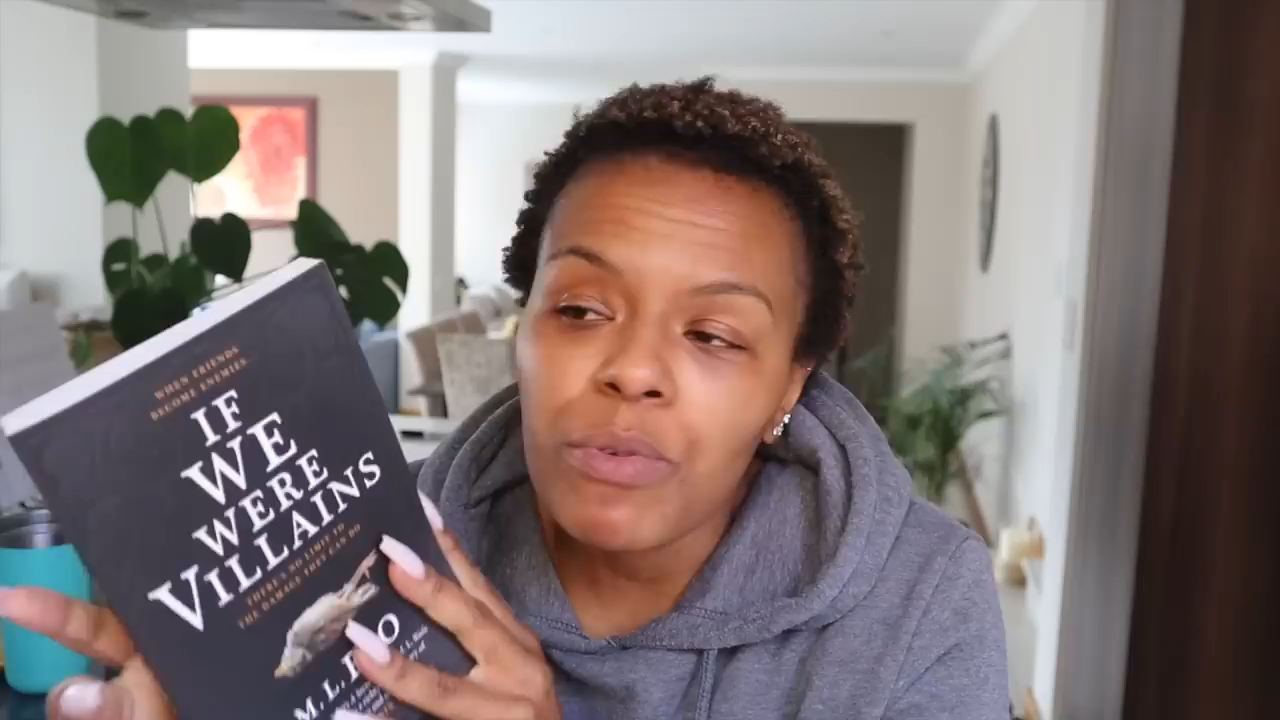 WHEN FRIENDS
BECOME ENEMIES
IF
WE
WERE
VILLAINS
THERE'S NO LIMIT TO
THE DAMAGE THEY CAN DO
M. L.